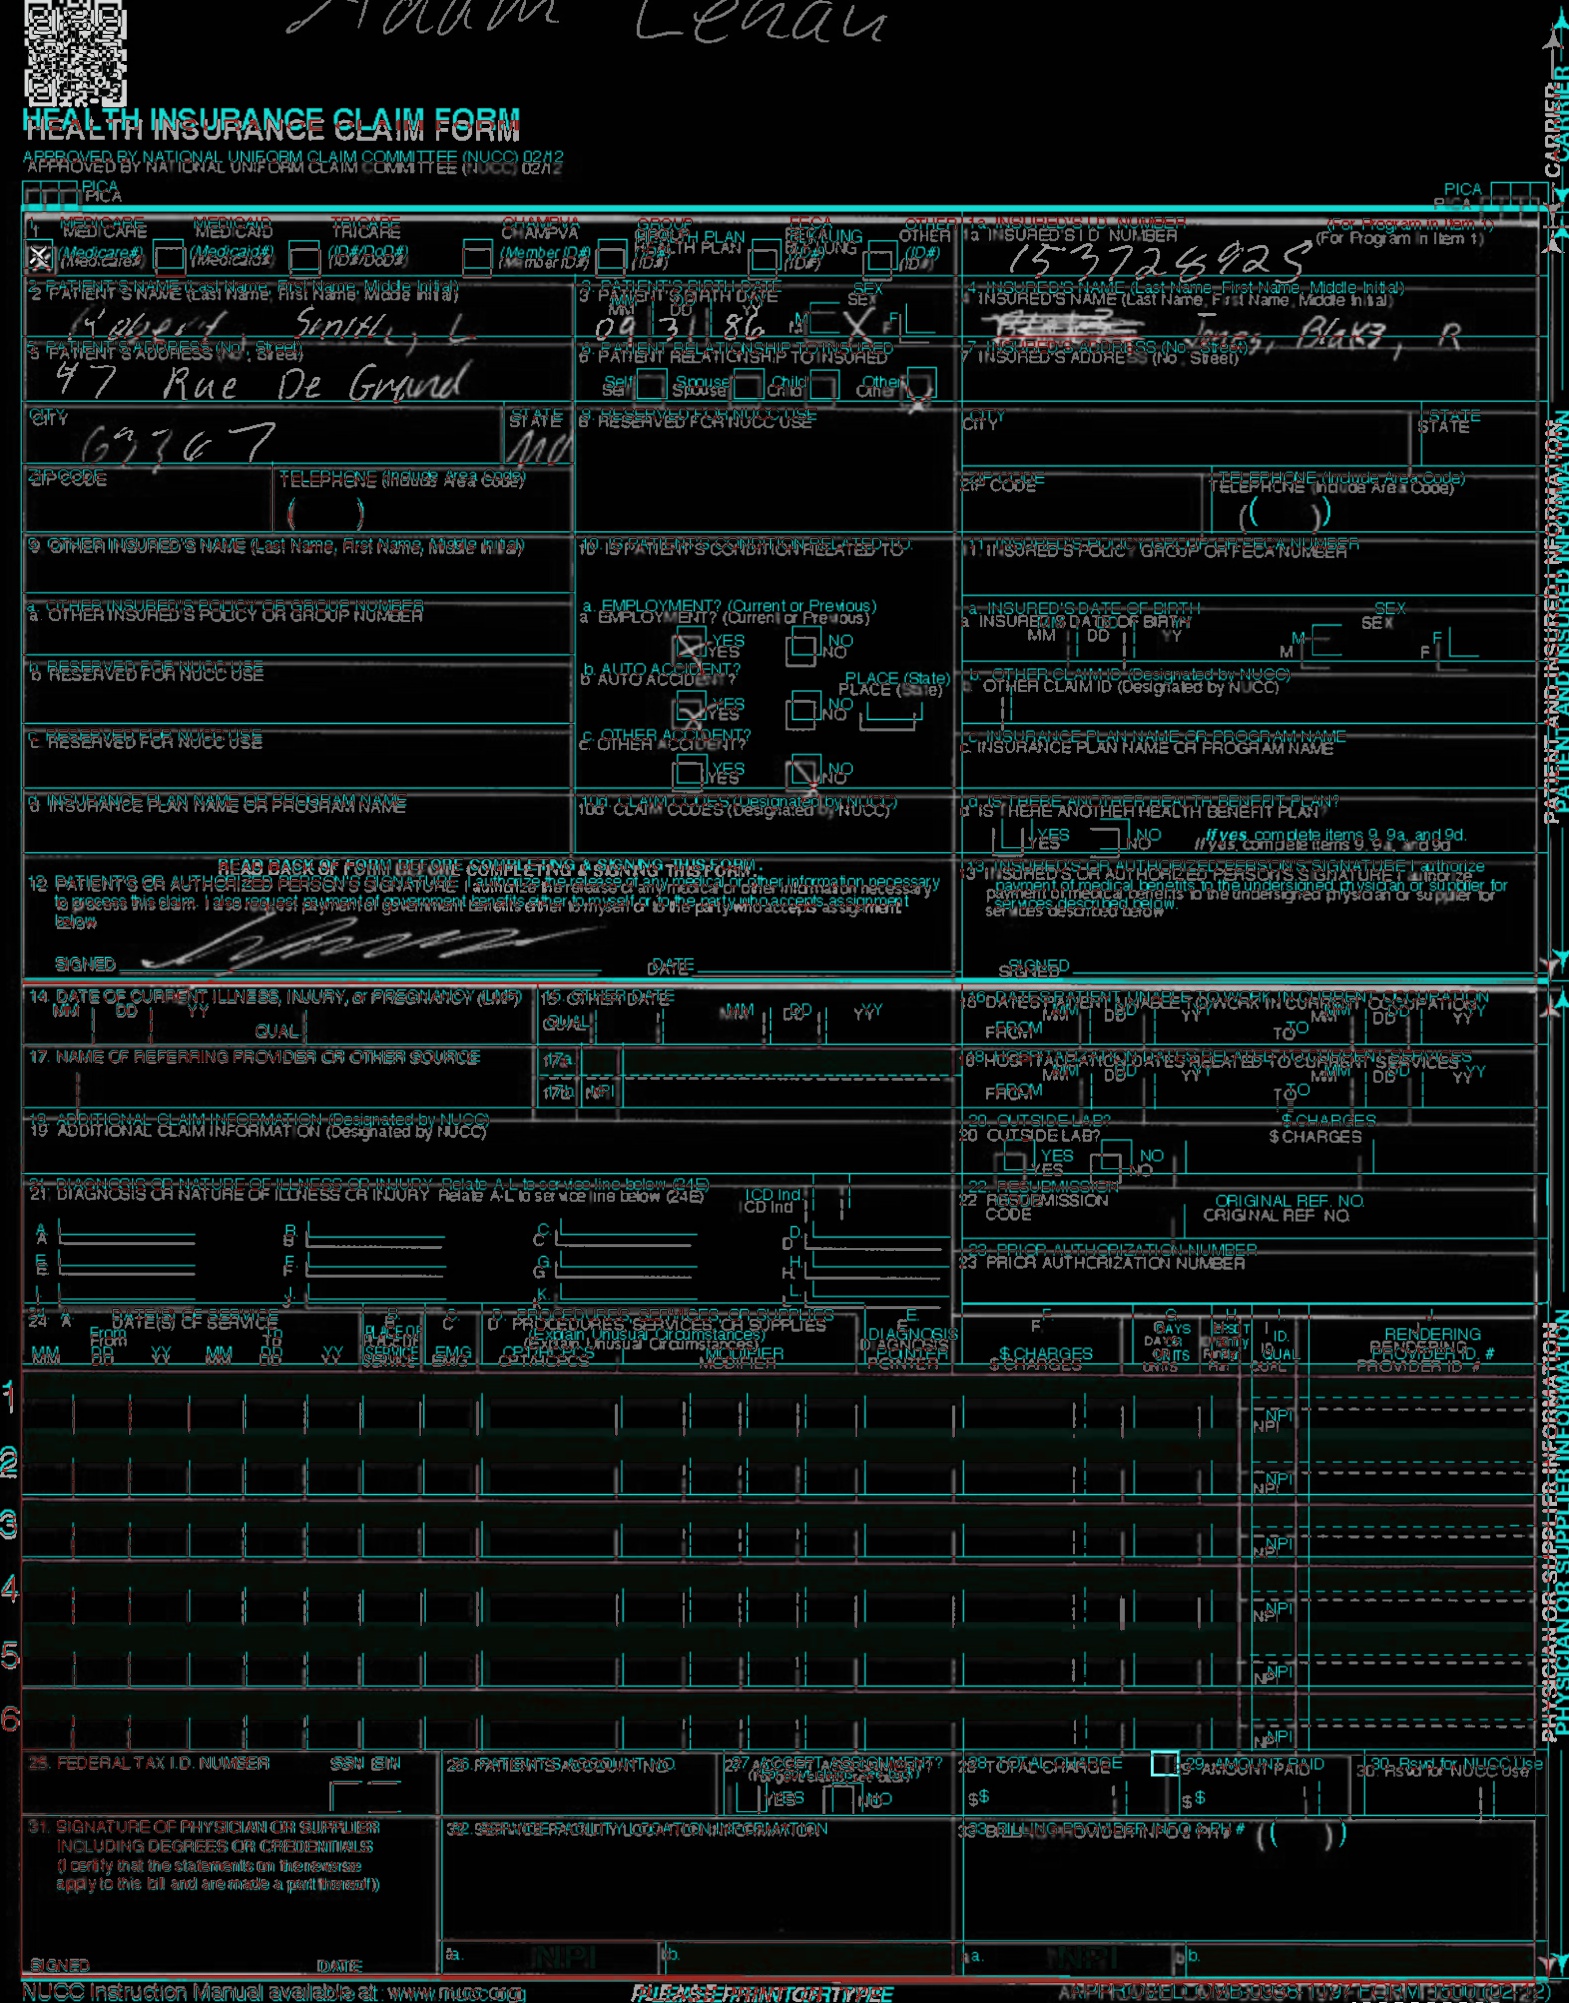 Adam Lenau
HEALTH INSURANCE CLAIM FORM
APPROVED BY NATIONAL UNIFORM CLAIM COMMITTEE (NUCC) 02/12
PICA
PICA
1. MEDICARE MEDICAID TRICARE CHAMPVA GROUP HEALTH PLAN FECA BLKLUNG OTHER
(Medicare#) (Medicaid#) (ID#/DoD#) (Member ID#) (ID#) (ID#) (ID#)
1a. INSURED'S I.D. NUMBER (For Program in Item 1)
153728925
2. PATIENT'S NAME (Last Name, First Name, Middle Initial)
Robert, Smith, L
3. PATIENT'S BIRTH DATE SEX
MM DD YY
09 31 86 M X F
4. INSURED'S NAME (Last Name, First Name, Middle Initial)
Jones, Blake, R
5. PATIENT'S ADDRESS (No., Street)
47 Rue De Grand
6. PATIENT RELATIONSHIP TO INSURED
Self Spouse Child Other
7. INSURED'S ADDRESS (No., Street)
CITY STATE
63367 MO
8. RESERVED FOR NUCC USE
CITY STATE
ZIP CODE TELEPHONE (Include Area Code)
( )
ZIP CODE TELEPHONE (Include Area Code)
( )
9. OTHER INSURED'S NAME (Last Name, First Name, Middle Initial)
10. IS PATIENT'S CONDITION RELATED TO:
11. INSURED'S POLICY GROUP OR FECA NUMBER
a. OTHER INSURED'S POLICY OR GROUP NUMBER
a. EMPLOYMENT? (Current or Previous)
YES NO
a. INSURED'S DATE OF BIRTH SEX
MM DD YY M F
b. RESERVED FOR NUCC USE
b. AUTO ACCIDENT? PLACE (State)
YES NO
b. OTHER CLAIM ID (Designated by NUCC)
c. RESERVED FOR NUCC USE
c. OTHER ACCIDENT?
YES NO
c. INSURANCE PLAN NAME OR PROGRAM NAME
d. INSURANCE PLAN NAME OR PROGRAM NAME
10d. CLAIM CODES (Designated by NUCC)
d. IS THERE ANOTHER HEALTH BENEFIT PLAN?
YES NO If yes, complete items 9, 9a, and 9d.
READ BACK OF FORM BEFORE COMPLETING & SIGNING THIS FORM.
12. PATIENT'S OR AUTHORIZED PERSON'S SIGNATURE I authorize the release of any medical or other information necessary
to process this claim. I also request payment of government benefits either to myself or to the party who accepts assignment
below.
SIGNED DATE
13. INSURED'S OR AUTHORIZED PERSON'S SIGNATURE I authorize
payment of medical benefits to the undersigned physician or supplier for
services described below.
SIGNED
14. DATE OF CURRENT ILLNESS, INJURY, or PREGNANCY (LMP)
MM DD YY QUAL.
15. OTHER DATE
QUAL. MM DD YY
16. DATES PATIENT UNABLE TO WORK IN CURRENT OCCUPATION
MM DD YY MM DD YY
FROM TO
17. NAME OF REFERRING PROVIDER OR OTHER SOURCE
17a.
17b. NPI
18. HOSPITALIZATION DATES RELATED TO CURRENT SERVICES
MM DD YY MM DD YY
FROM TO
19. ADDITIONAL CLAIM INFORMATION (Designated by NUCC)
20. OUTSIDE LAB? $ CHARGES
YES NO
21. DIAGNOSIS OR NATURE OF ILLNESS OR INJURY Relate A-L to service line below (24E) ICD Ind.
A. B. C. D.
E. F. G. H.
I. J. K. L.
22. RESUBMISSION CODE ORIGINAL REF. NO.
23. PRIOR AUTHORIZATION NUMBER
24. A. DATE(S) OF SERVICE B. C. D. PROCEDURES, SERVICES, OR SUPPLIES E. F. G. H. I. J.
From To PLACE OF SERVICE EMG (Explain Unusual Circumstances) DIAGNOSIS POINTER $ CHARGES DAYS OR UNITS ID. QUAL. RENDERING PROVIDER ID. #
MM DD YY MM DD YY CPT/HCPCS MODIFIER
1 NPI
2 NPI
3 NPI
4 NPI
5 NPI
6 NPI
25. FEDERAL TAX I.D. NUMBER SSN EIN
26. PATIENT'S ACCOUNT NO.
27. ACCEPT ASSIGNMENT?
YES NO
28. TOTAL CHARGE
$
29. AMOUNT PAID
$
30. Rsvd for NUCC Use
31. SIGNATURE OF PHYSICIAN OR SUPPLIER
INCLUDING DEGREES OR CREDENTIALS
(I certify that the statements on the reverse
apply to this bill and are made a part thereof.)
SIGNED DATE
32. SERVICE FACILITY LOCATION INFORMATION
a. NPI b.
33. BILLING PROVIDER INFO & PH # ( )
a. NPI b.
NUCC Instruction Manual available at: www.nucc.org
PLEASE PRINT OR TYPE
CARRIER
PATIENT AND INSURED INFORMATION
PHYSICIAN OR SUPPLIER INFORMATION